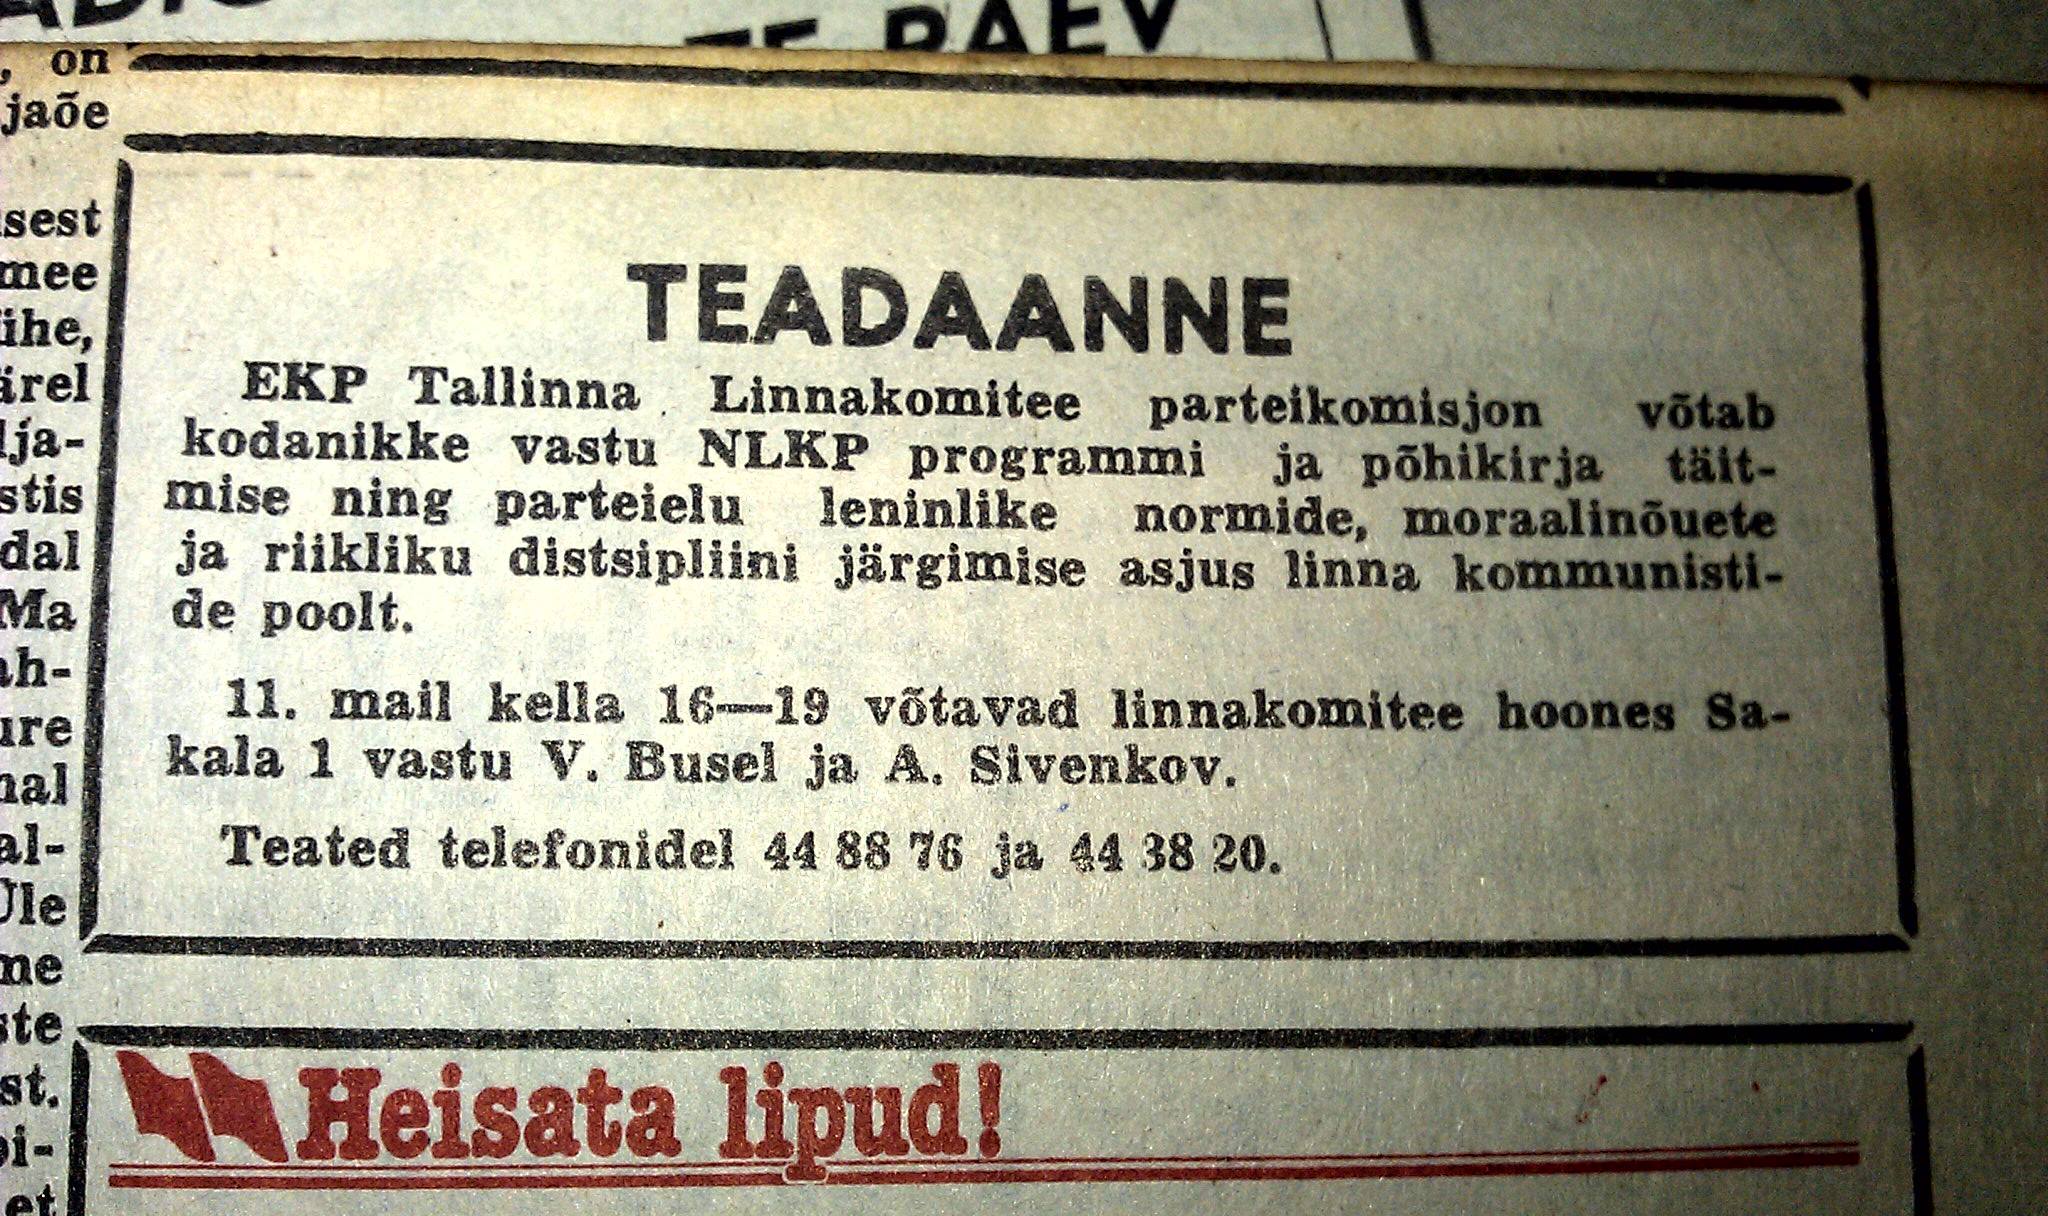 PÄEV
on
TEADAANNE
EKP Tallinna Linnakomitee parteikomisjon võtab
kodanikke vastu NLKP programmi ja põhikirja täit-
mise ning parteielu leninlike normide, moraalinõuete
ja riikliku distsipliini järgimise asjus linna kommunisti-
de poolt.
11. mail kella 16—19 võtavad linnakomitee hoones Sa-
kala 1 vastu V. Busel ja A. Sivenkov.
Teated telefonidel 44 88 76 ja 44 38 20.
Heisata lipud!